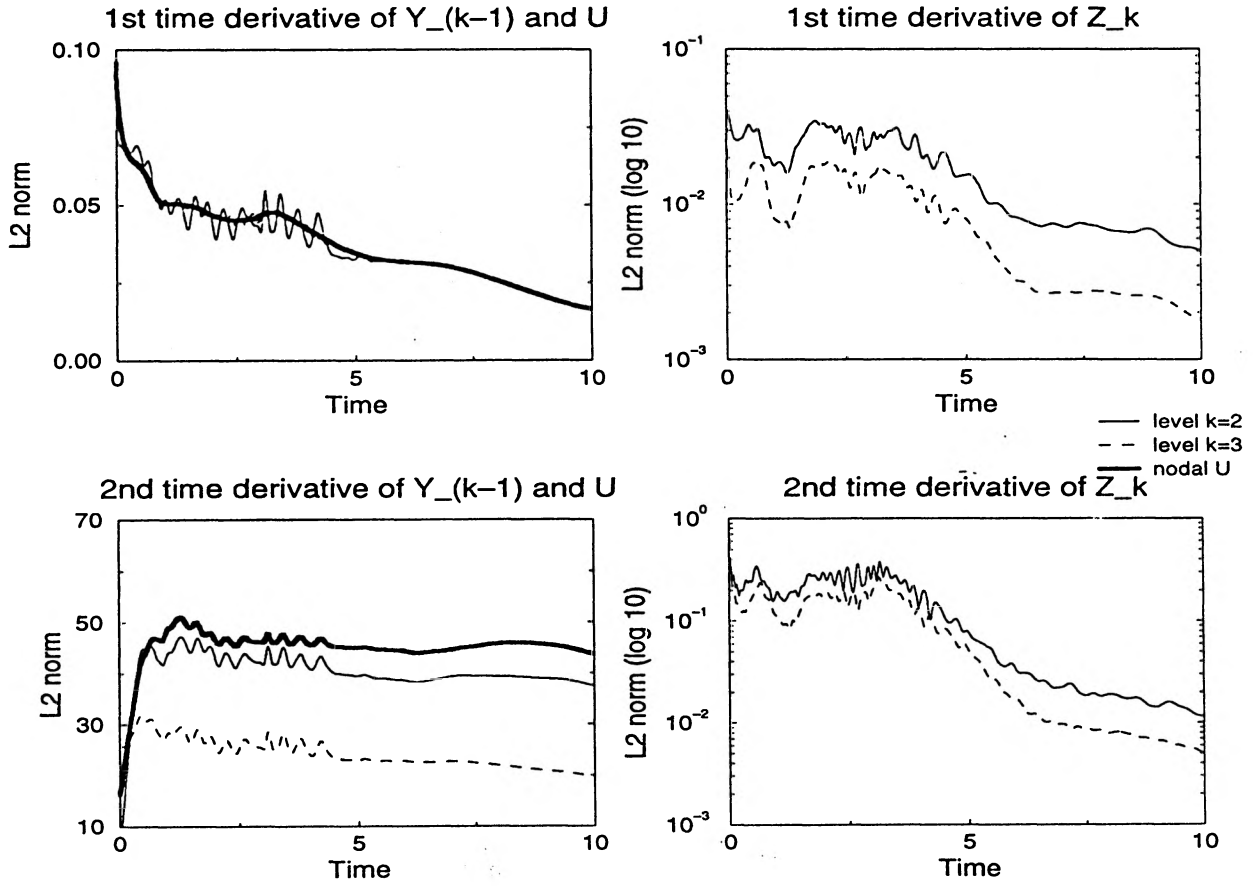 1st time derivative of Y_(k−1) and U
0.10
0.05
0.00
L2 norm
0
5
10
Time
1st time derivative of Z_k
10⁻¹
10⁻²
10⁻³
L2 norm (log 10)
0
5
10
Time
level k=2
level k=3
nodal U
2nd time derivative of Y_(k−1) and U
70
50
30
10
L2 norm
0
5
10
Time
2nd time derivative of Z_k
10⁰
10⁻¹
10⁻²
10⁻³
L2 norm (log 10)
0
5
10
Time